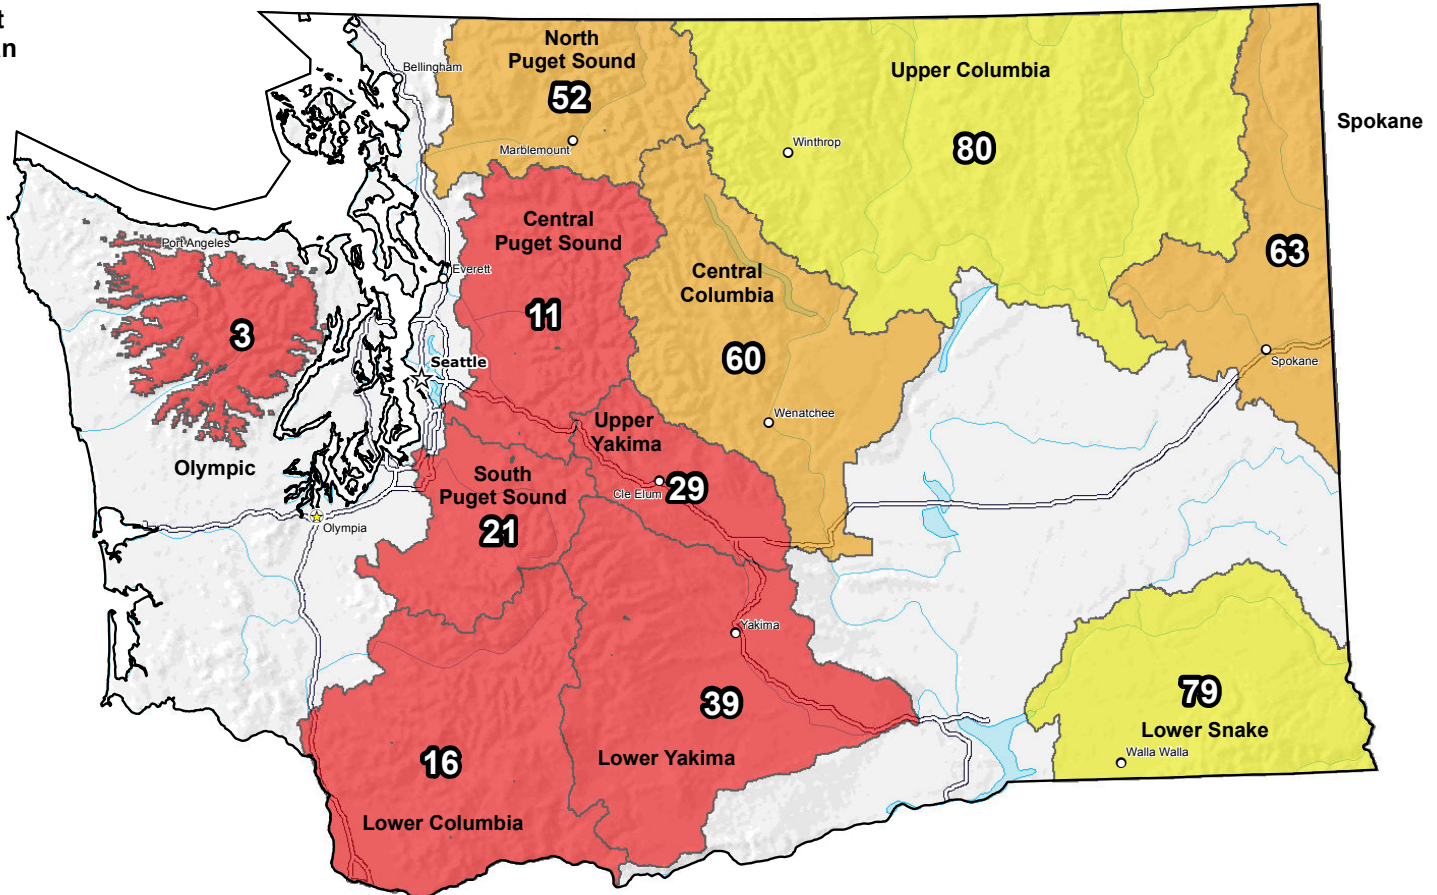 North
Puget Sound
52
Bellingham
Marblemount
Upper Columbia
80
Winthrop
Spokane
63
Spokane
Central
Puget Sound
11
Central
Columbia
60
Wenatchee
Port Angeles
3
Olympic
Everett
Seattle
Upper
Yakima
29
Cle Elum
South
Puget Sound
21
Olympia
Yakima
39
Lower Yakima
16
Lower Columbia
79
Lower Snake
Walla Walla